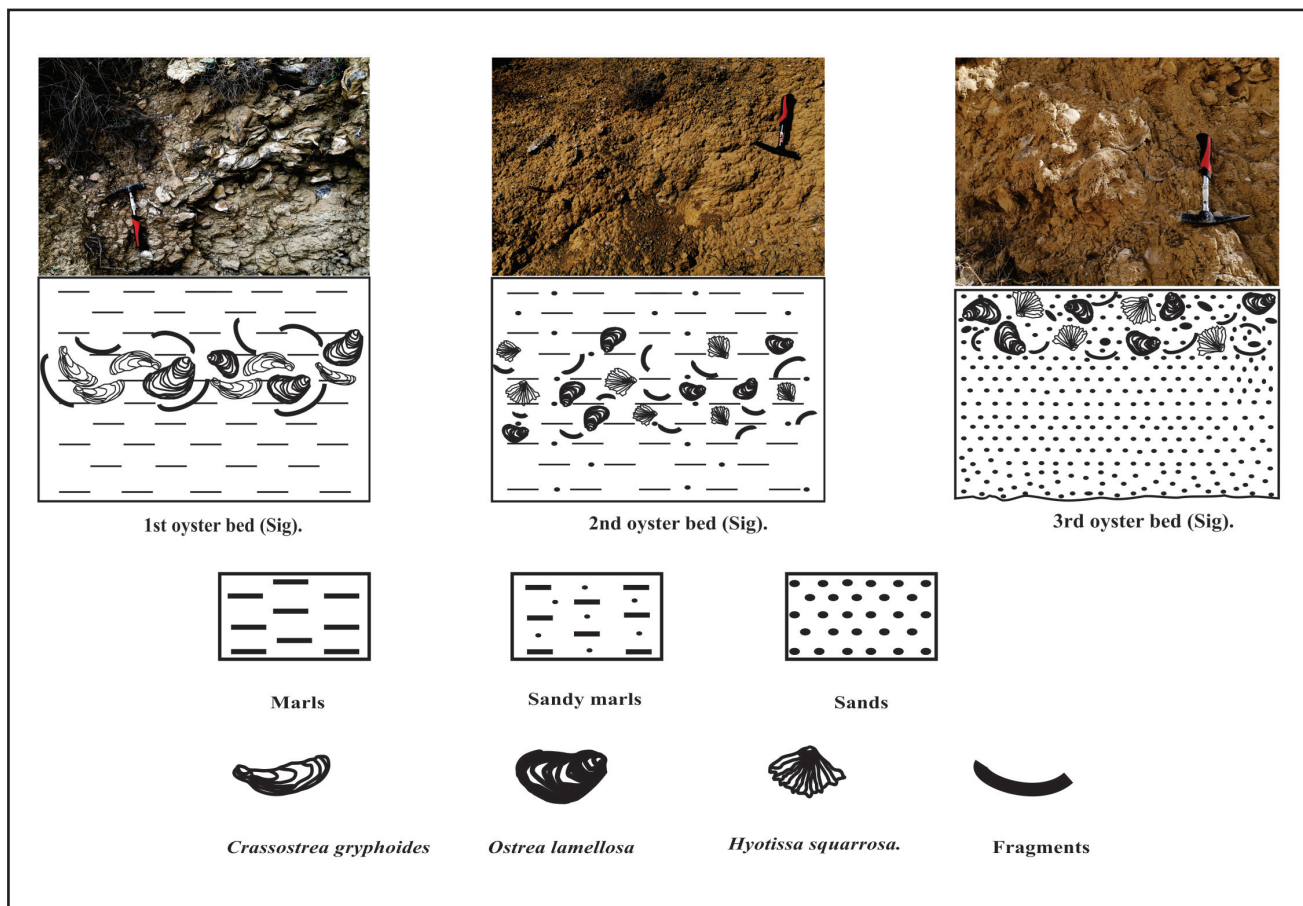 1st oyster bed (Sig).
2nd oyster bed (Sig).
3rd oyster bed (Sig).
Marls
Sandy marls
Sands
Crassostrea gryphoides
Ostrea lamellosa
Hyotissa squarrosa.
Fragments